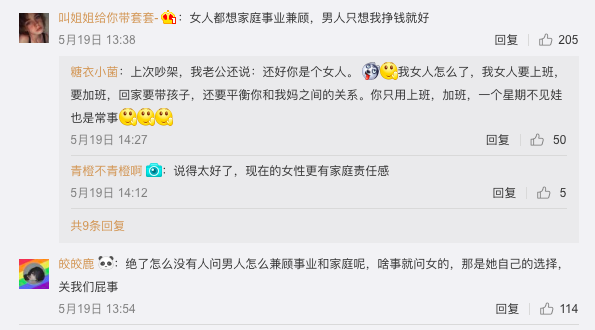 叫姐姐给你带套套-：女人都想家庭事业兼顾，男人只想我挣钱就好
5月19日 13:38 回复 205
糖衣小茵：上次吵架，我老公还说：还好你是个女人。我女人怎么了，我女人要上班，
要加班，回家要带孩子，还要平衡你和我妈之间的关系。你只用上班，加班，一个星期不见娃
也是常事
5月19日 14:27 回复 50
青橙不青橙啊：说得太好了，现在的女性更有家庭责任感
5月19日 14:12 回复 5
共9条回复
皎皎鹿：绝了怎么没有人问男人怎么兼顾事业和家庭呢，啥事就问女的，那是她自己的选择，
关我们屁事
5月19日 13:54 回复 114